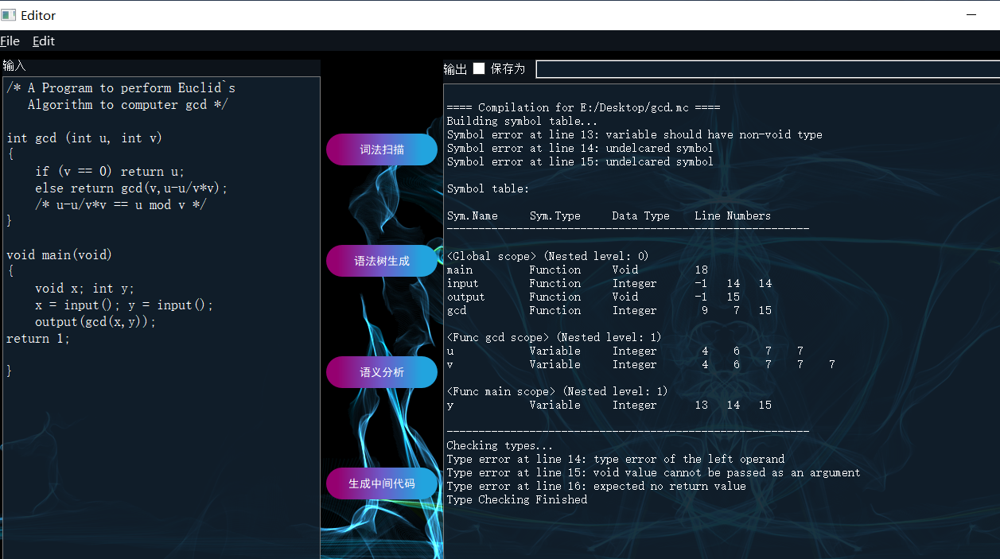 Editor
File Edit
输入
/* A Program to perform Euclid`s
Algorithm to computer gcd */
int gcd (int u, int v)
{
if (v == 0) return u;
else return gcd(v,u-u/v*v);
/* u-u/v*v == u mod v */
}
void main(void)
{
void x; int y;
x = input(); y = input();
output(gcd(x,y));
return 1;
}
词法扫描
语法树生成
语义分析
生成中间代码
输出 保存为
==== Compilation for E:/Desktop/gcd.mc ====
Building symbol table...
Symbol error at line 13: variable should have non-void type
Symbol error at line 14: undelcared symbol
Symbol error at line 15: undelcared symbol
Symbol table:
Sym.Name Sym.Type Data Type Line Numbers
---------------------------------------------------------
<Global scope> (Nested level: 0)
main Function Void 18
input Function Integer -1 14 14
output Function Void -1 15
gcd Function Integer 9 7 15
<Func gcd scope> (Nested level: 1)
u Variable Integer 4 6 7 7
v Variable Integer 4 6 7 7 7
<Func main scope> (Nested level: 1)
y Variable Integer 13 14 15
---------------------------------------------------------
Checking types...
Type error at line 14: type error of the left operand
Type error at line 15: void value cannot be passed as an argument
Type error at line 16: expected no return value
Type Checking Finished